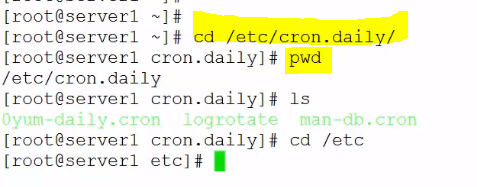 [root@server1 ~]#
[root@server1 ~]# cd /etc/cron.daily/
[root@server1 cron.daily]# pwd
/etc/cron.daily
[root@server1 cron.daily]# ls
0yum-daily.cron  logrotate  man-db.cron
[root@server1 cron.daily]# cd /etc
[root@server1 etc]#